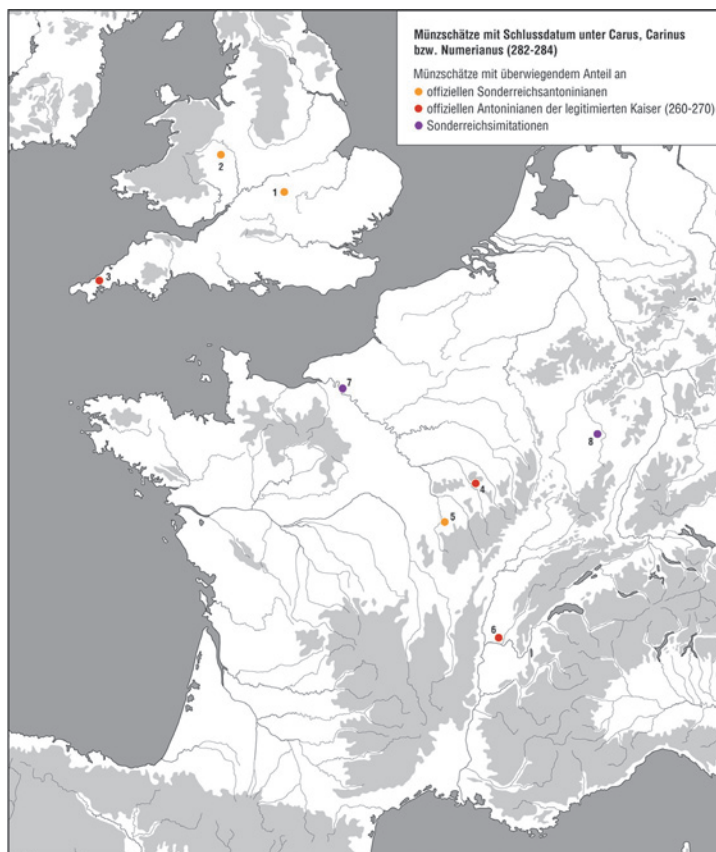 Münzschätze mit Schlussdatum unter Carus, Carinus
bzw. Numerianus (282-284)
Münzschätze mit überwiegendem Anteil an
offiziellen Sonderreichsantoninianen
offiziellen Antoninianen der legitimierten Kaiser (260-270)
Sonderreichsimitationen
2
1
3
7
8
4
5
6